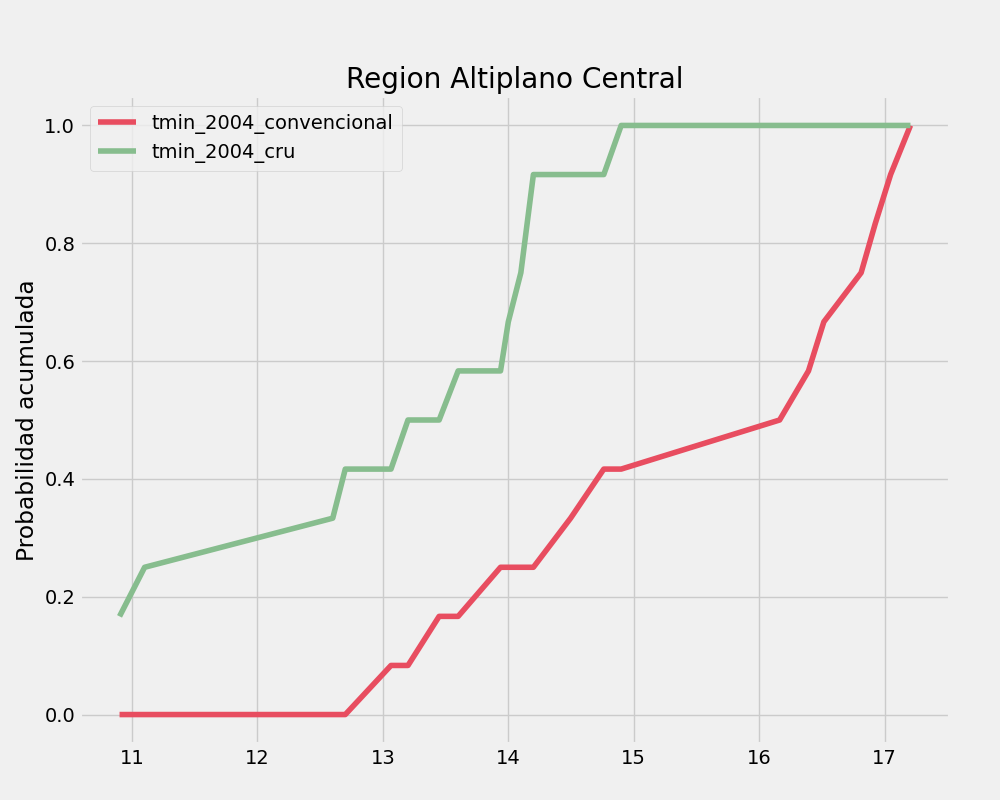 Region Altiplano Central
tmin_2004_convencional
tmin_2004_cru
Probabilidad acumulada
1.0
0.8
0.6
0.4
0.2
0.0
11 12 13 14 15 16 17